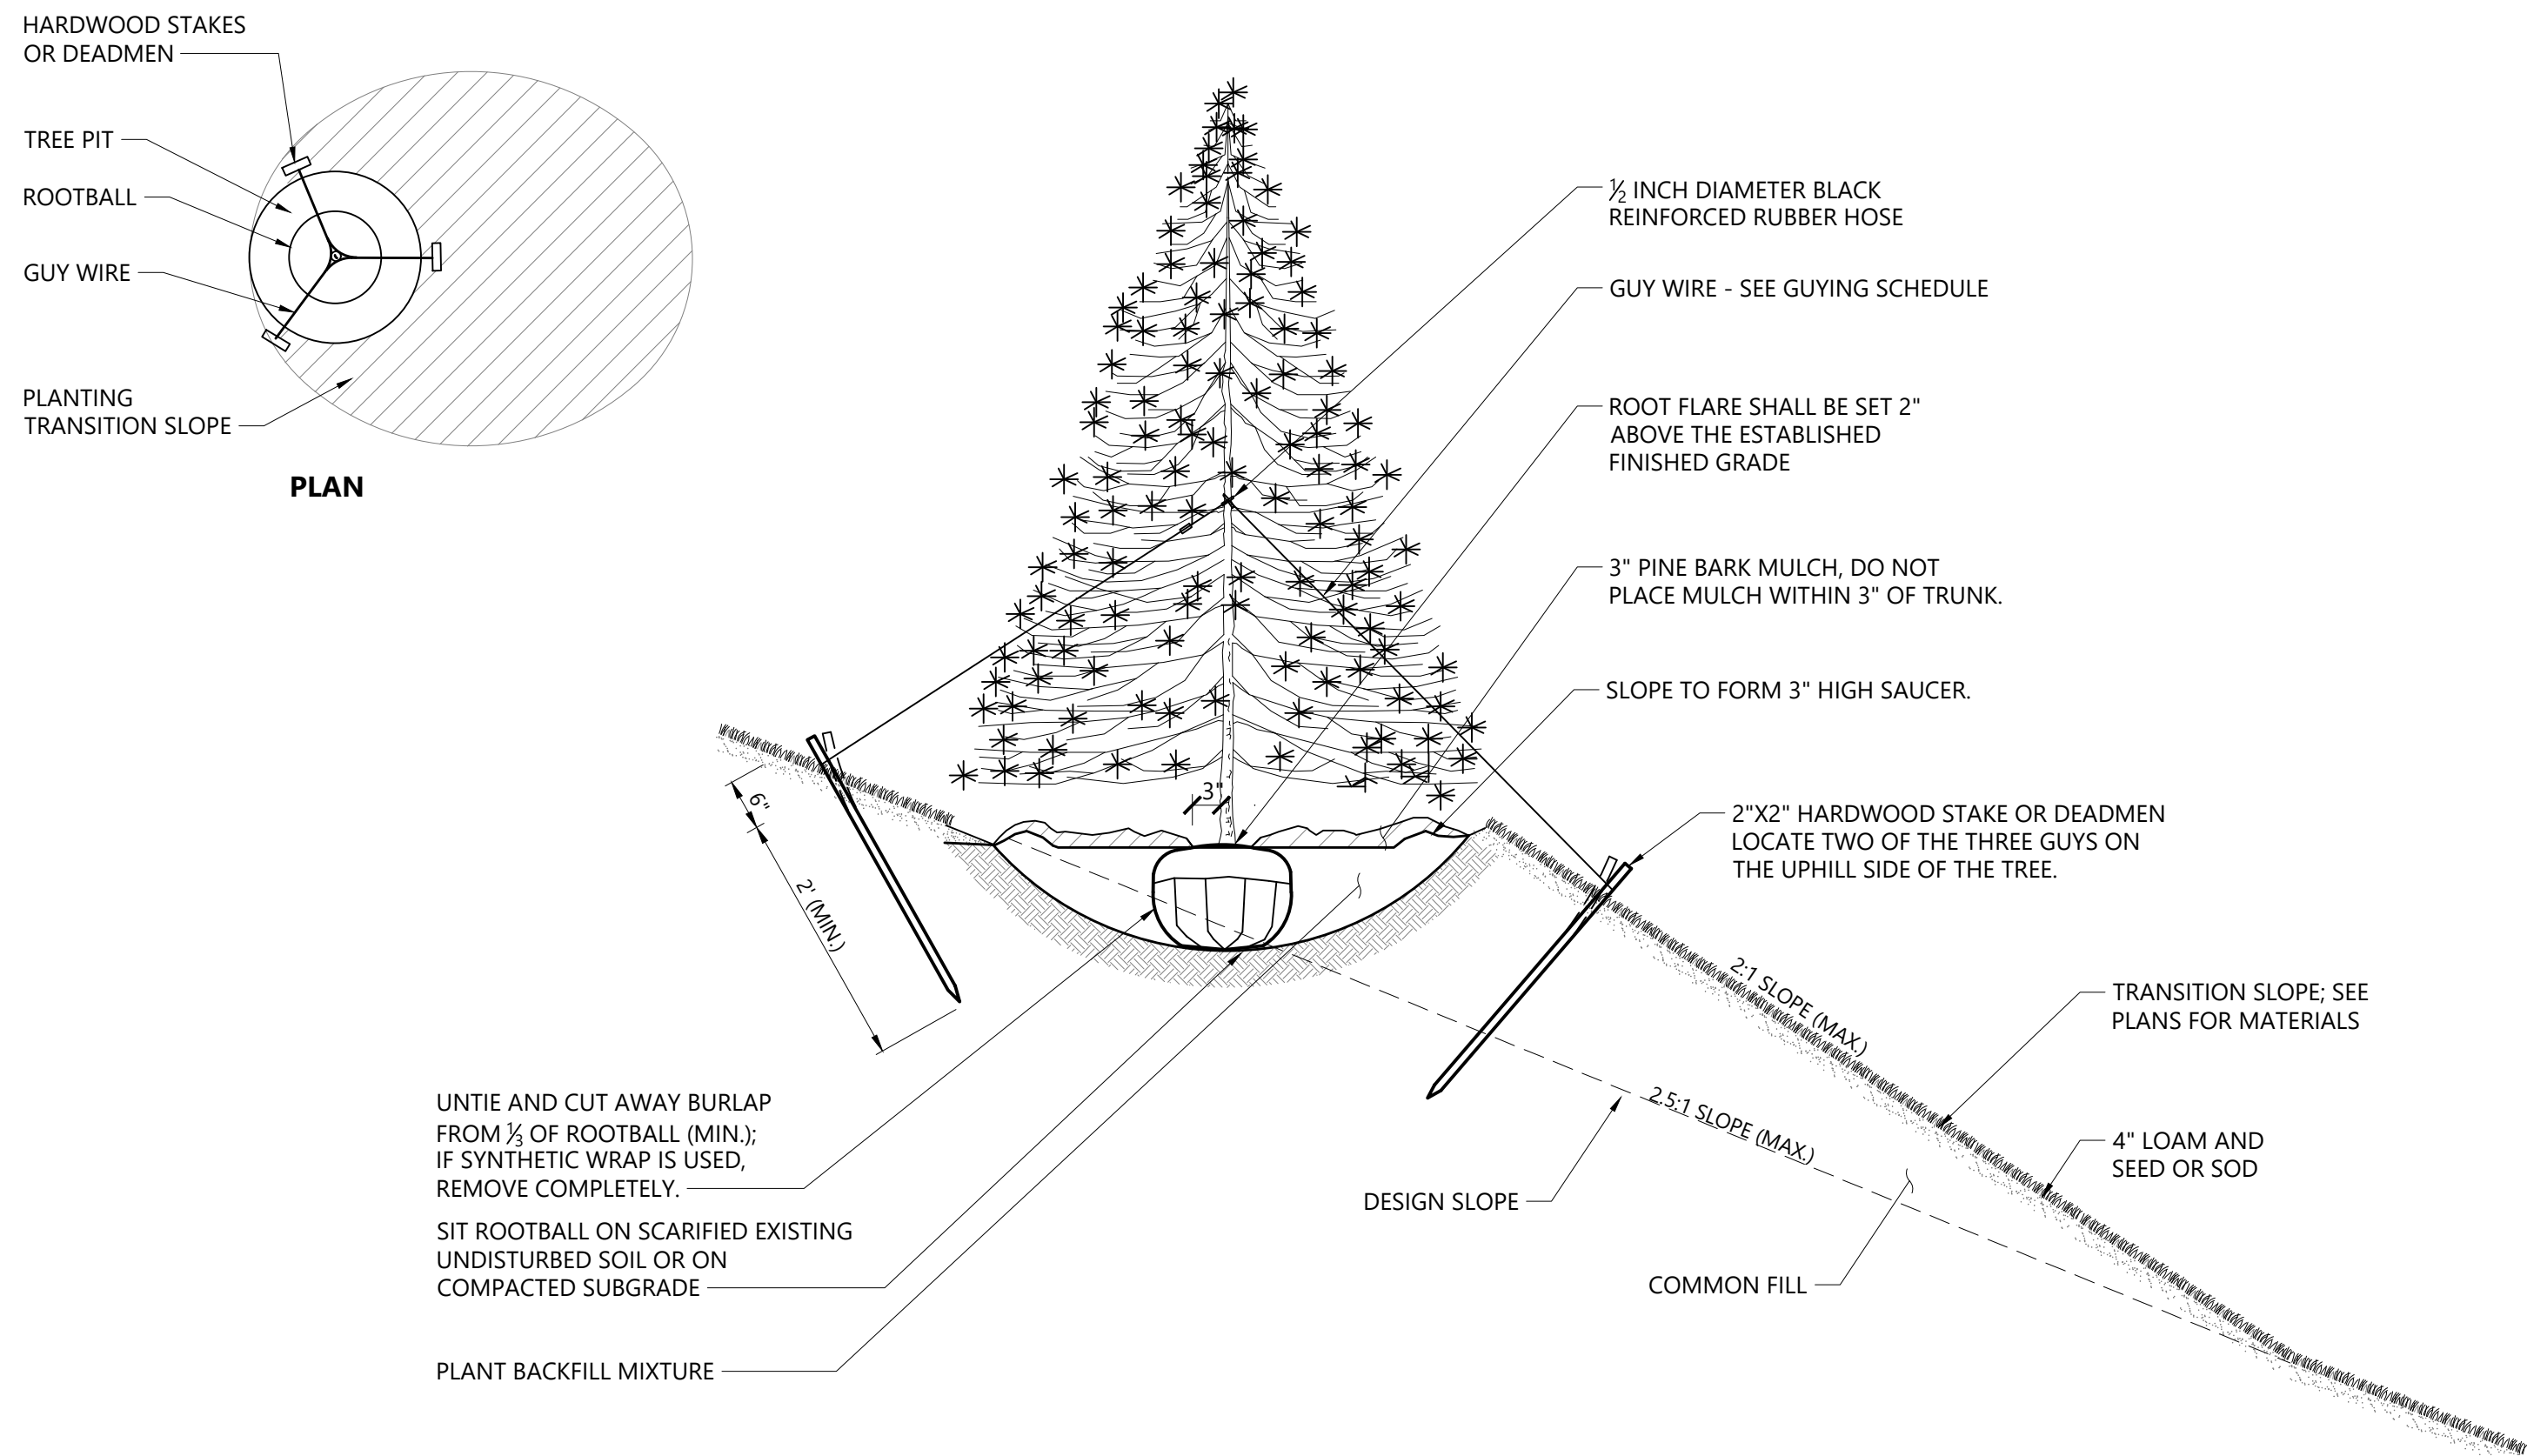 HARDWOOD STAKES
OR DEADMEN
TREE PIT
ROOTBALL
GUY WIRE
PLANTING
TRANSITION SLOPE
PLAN
½ INCH DIAMETER BLACK
REINFORCED RUBBER HOSE
GUY WIRE - SEE GUYING SCHEDULE
ROOT FLARE SHALL BE SET 2"
ABOVE THE ESTABLISHED
FINISHED GRADE
3" PINE BARK MULCH, DO NOT
PLACE MULCH WITHIN 3" OF TRUNK.
SLOPE TO FORM 3" HIGH SAUCER.
3"
6"
2' (MIN.)
2"X2" HARDWOOD STAKE OR DEADMEN
LOCATE TWO OF THE THREE GUYS ON
THE UPHILL SIDE OF THE TREE.
2:1 SLOPE (MAX.)
TRANSITION SLOPE; SEE
PLANS FOR MATERIALS
2.5:1 SLOPE (MAX.)
4" LOAM AND
SEED OR SOD
DESIGN SLOPE
COMMON FILL
UNTIE AND CUT AWAY BURLAP
FROM ⅓ OF ROOTBALL (MIN.);
IF SYNTHETIC WRAP IS USED,
REMOVE COMPLETELY.
SIT ROOTBALL ON SCARIFIED EXISTING
UNDISTURBED SOIL OR ON
COMPACTED SUBGRADE
PLANT BACKFILL MIXTURE